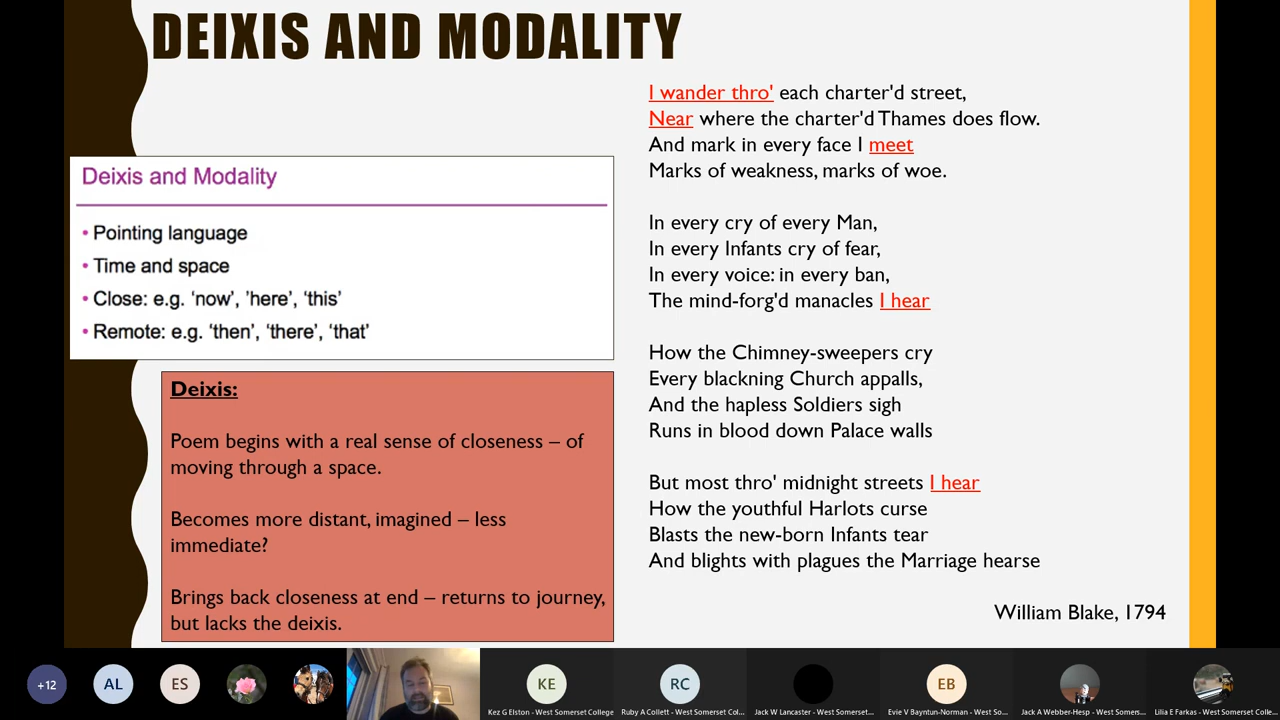 DEIXIS AND MODALITY
Deixis and Modality
• Pointing language
• Time and space
• Close: e.g. ‘now’, ’here’, ‘this’
• Remote: e.g. ‘then’, ‘there’, ‘that’
Deixis:
Poem begins with a real sense of closeness – of
moving through a space.
Becomes more distant, imagined – less
immediate?
Brings back closeness at end – returns to journey,
but lacks the deixis.
I wander thro' each charter'd street,
Near where the charter'd Thames does flow.
And mark in every face I meet
Marks of weakness, marks of woe.
In every cry of every Man,
In every Infants cry of fear,
In every voice: in every ban,
The mind-forg'd manacles I hear
How the Chimney-sweepers cry
Every blackning Church appalls,
And the hapless Soldiers sigh
Runs in blood down Palace walls
But most thro' midnight streets I hear
How the youthful Harlots curse
Blasts the new-born Infants tear
And blights with plagues the Marriage hearse
William Blake, 1794
+12
AL
ES
KE
RC
EB
Kez G Elston - West Somerset College
Ruby A Collett - West Somerset Col...
Jack W Lancaster - West Somerset...
Evie V Bayntun-Norman - West So...
Jack A Webber-Hesp - West Somers...
Lilia E Farkas - West Somerset Colle...